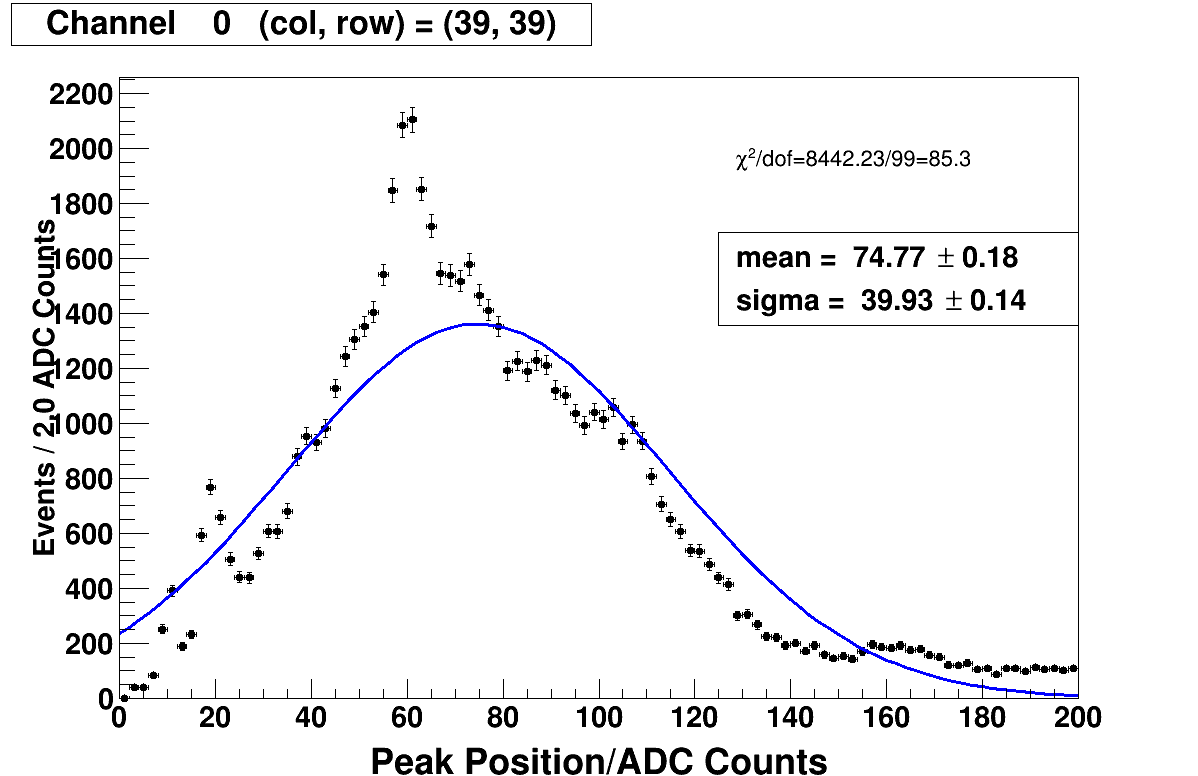 Channel 0 (col, row) = (39, 39)
2200
2000
1800
1600
1400
1200
1000
800
600
400
200
0
Events / 2.0 ADC Counts
χ²/dof=8442.23/99=85.3
mean = 74.77 ± 0.18
sigma = 39.93 ± 0.14
0 20 40 60 80 100 120 140 160 180 200
Peak Position/ADC Counts